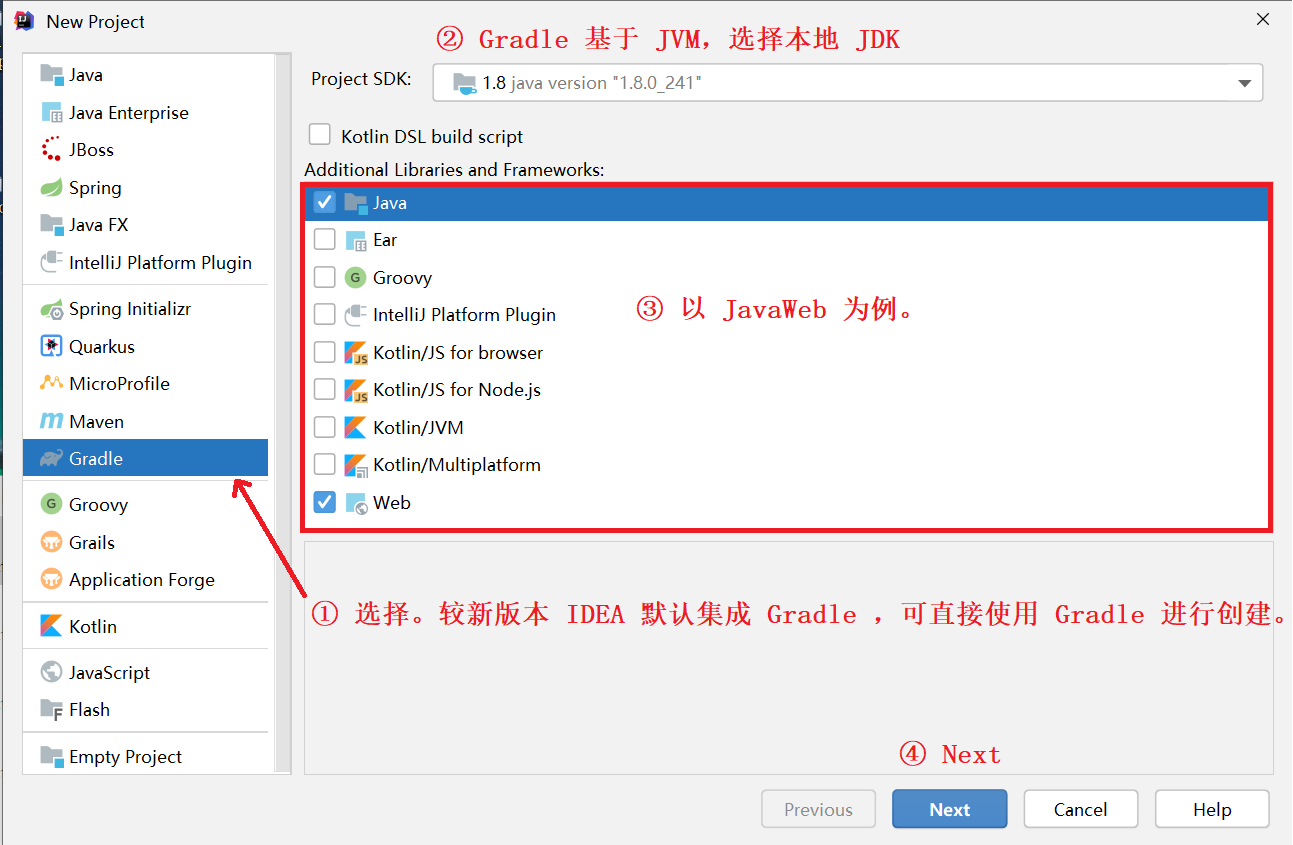 New Project
② Gradle 基于 JVM，选择本地 JDK
Java
Java Enterprise
JBoss
Spring
Java FX
IntelliJ Platform Plugin
Spring Initializr
Quarkus
MicroProfile
Maven
Gradle
Groovy
Grails
Application Forge
Kotlin
JavaScript
Flash
Empty Project
Project SDK: 1.8 java version "1.8.0_241"
Kotlin DSL build script
Additional Libraries and Frameworks:
Java
Ear
Groovy
IntelliJ Platform Plugin
Kotlin/JS for browser
Kotlin/JS for Node.js
Kotlin/JVM
Kotlin/Multiplatform
Web
③ 以 JavaWeb 为例。
① 选择。较新版本 IDEA 默认集成 Gradle ，可直接使用 Gradle 进行创建。
④ Next
Previous Next Cancel Help